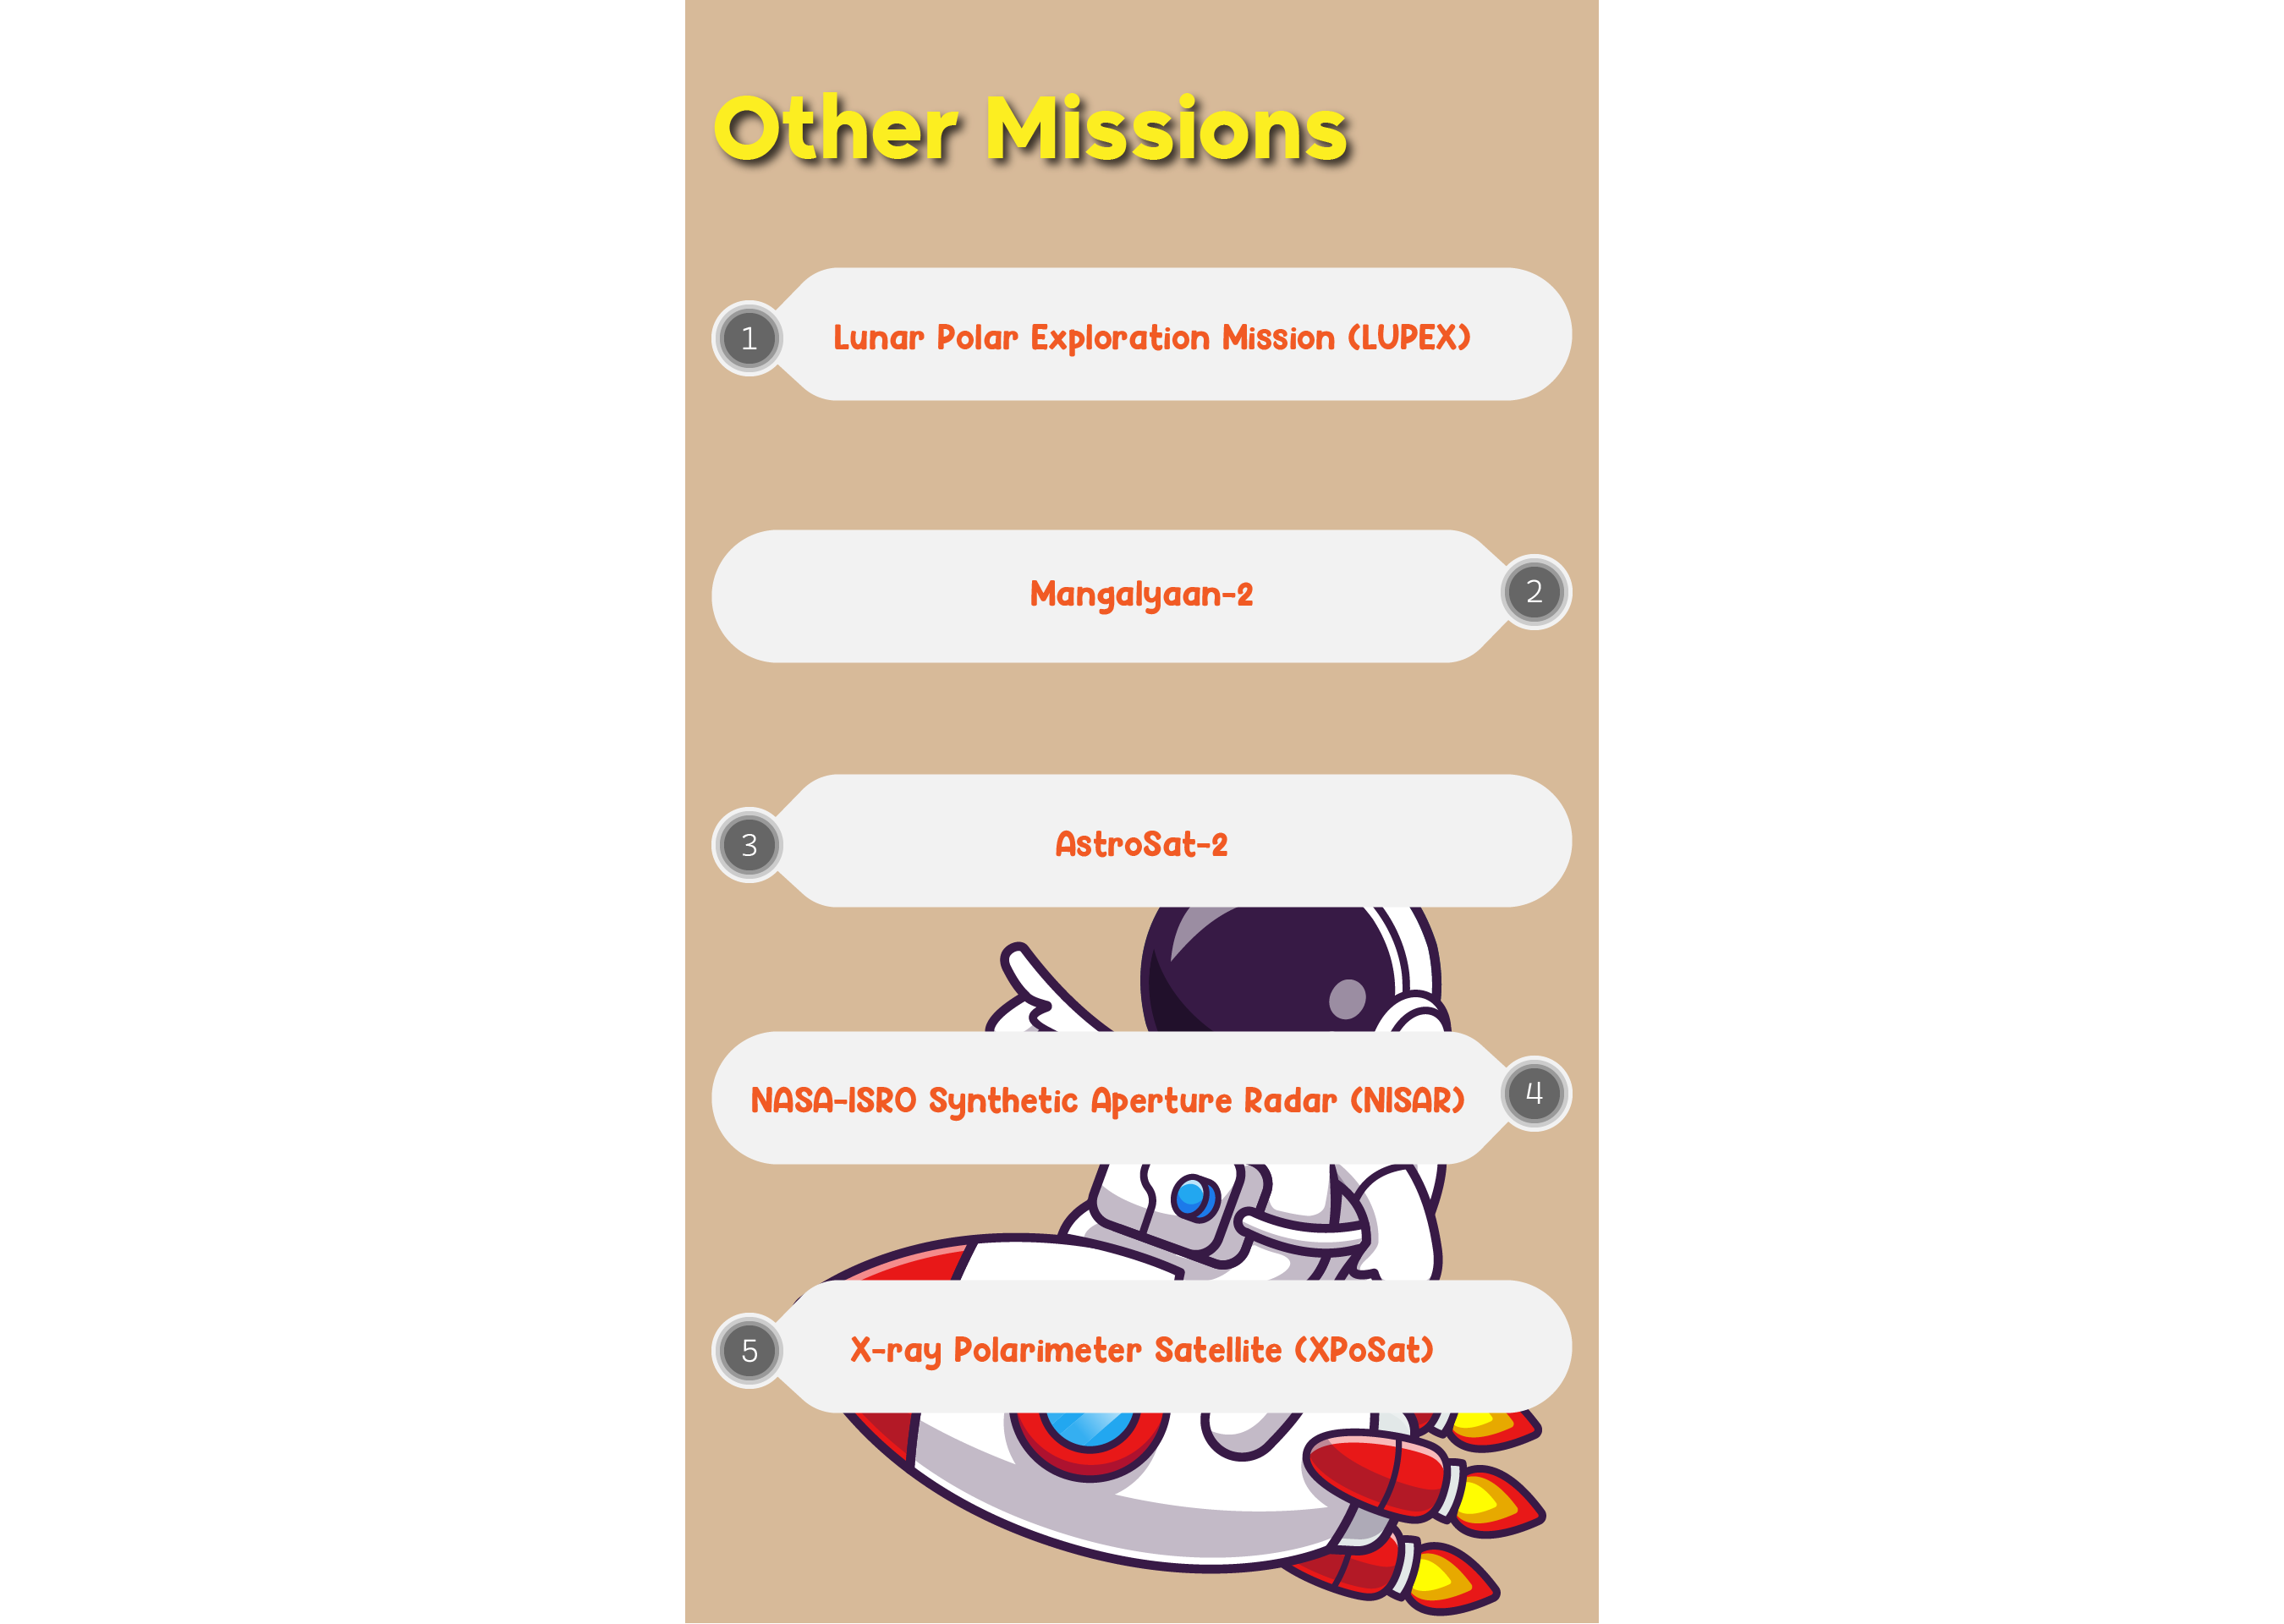 Other Missions
1
Lunar Polar Exploration Mission (LUPEX)
Mangalyaan-2
2
3
AstroSat-2
NASA-ISRO Synthetic Aperture Radar (NISAR)
4
5
X-ray Polarimeter Satellite (XPoSat)